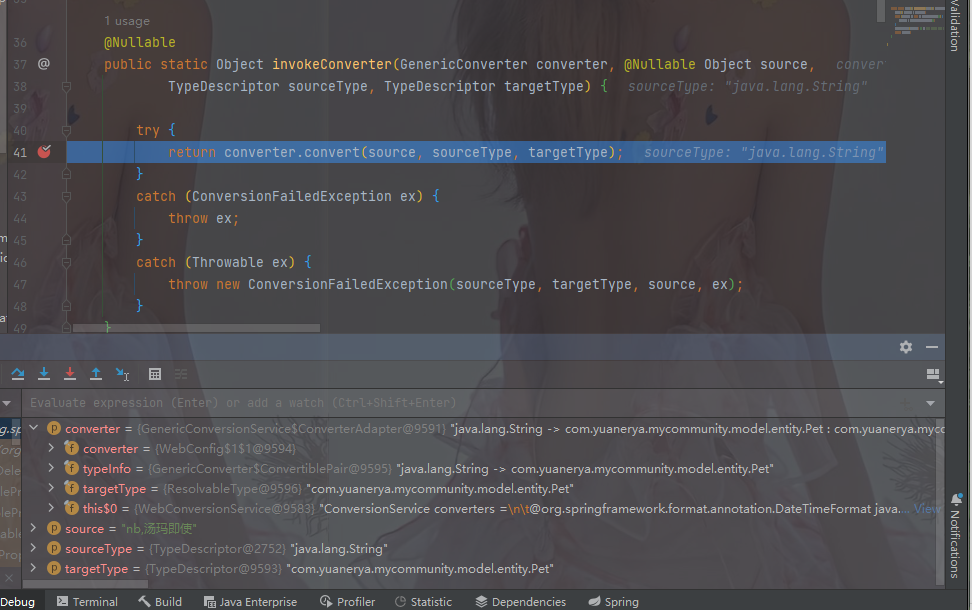 35
1 usage
36 @Nullable
37 @ public static Object invokeConverter(GenericConverter converter, @Nullable Object source, conver
38 TypeDescriptor sourceType, TypeDescriptor targetType) { sourceType: "java.lang.String"
39
40 try {
41 return converter.convert(source, sourceType, targetType); sourceType: "java.lang.String"
42 }
43 catch (ConversionFailedException ex) {
44 throw ex;
45 }
46 catch (Throwable ex) {
47 throw new ConversionFailedException(sourceType, targetType, source, ex);
48 }
49 }
Validation
Evaluate expression (Enter) or add a watch (Ctrl+Shift+Enter)
converter = {GenericConversionService$ConverterAdapter@9591} "java.lang.String -> com.yuanerya.mycommunity.model.entity.Pet : com.yuanerya.myco
converter = {WebConfig$1$1@9594}
typeInfo = {GenericConverter$ConvertiblePair@9595} "java.lang.String -> com.yuanerya.mycommunity.model.entity.Pet"
targetType = {ResolvableType@9596} "com.yuanerya.mycommunity.model.entity.Pet"
this$0 = {WebConversionService@9583} "ConversionService converters =\n\t@org.springframework.format.annotation.DateTimeFormat java.... View
source = "nb,汤玛即使"
sourceType = {TypeDescriptor@2752} "java.lang.String"
targetType = {TypeDescriptor@9593} "com.yuanerya.mycommunity.model.entity.Pet"
Notifications
Debug Terminal Build Java Enterprise Profiler Statistic Dependencies Spring